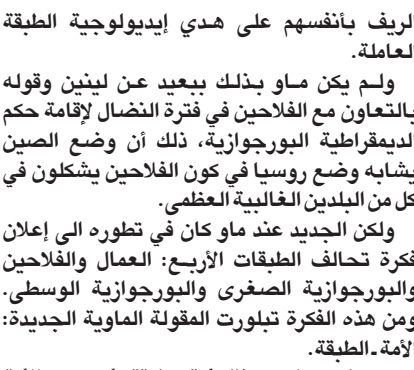 الريف بأنفسهم على هدي إيديولوجية الطبقة
العاملة.
ولم يكن ماو بذلك ببعيد عن لينين وقوله
بالتعاون مع الفلاحين في فترة النضال لإقامة حكم
الديمقراطية البورجوازية، ذلك أن وضع الصين
يشابه وضع روسيا في كون الفلاحين يشكلون في
كل من البلدين الغالبية العظمى.
ولكن الجديد عند ماو كان في تطوره الى إعلان
فكرة تحالف الطبقات الأربع: العمال والفلاحين
والبورجوازية الصغرى والبورجوازية الوسطى.
ومن هذه الفكرة تبلورت المقولة الماوية الجديدة:
الأمة ـ الطبقة.